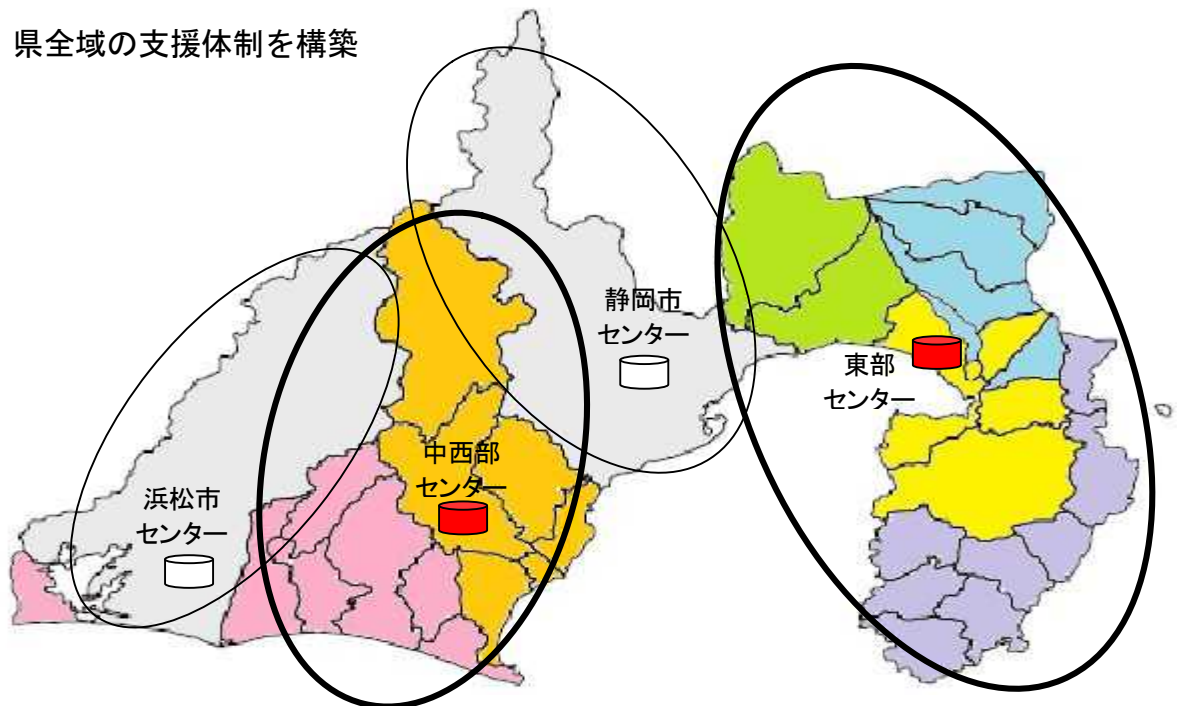 県全域の支援体制を構築
静岡市
センター
東部
センター
中西部
センター
浜松市
センター